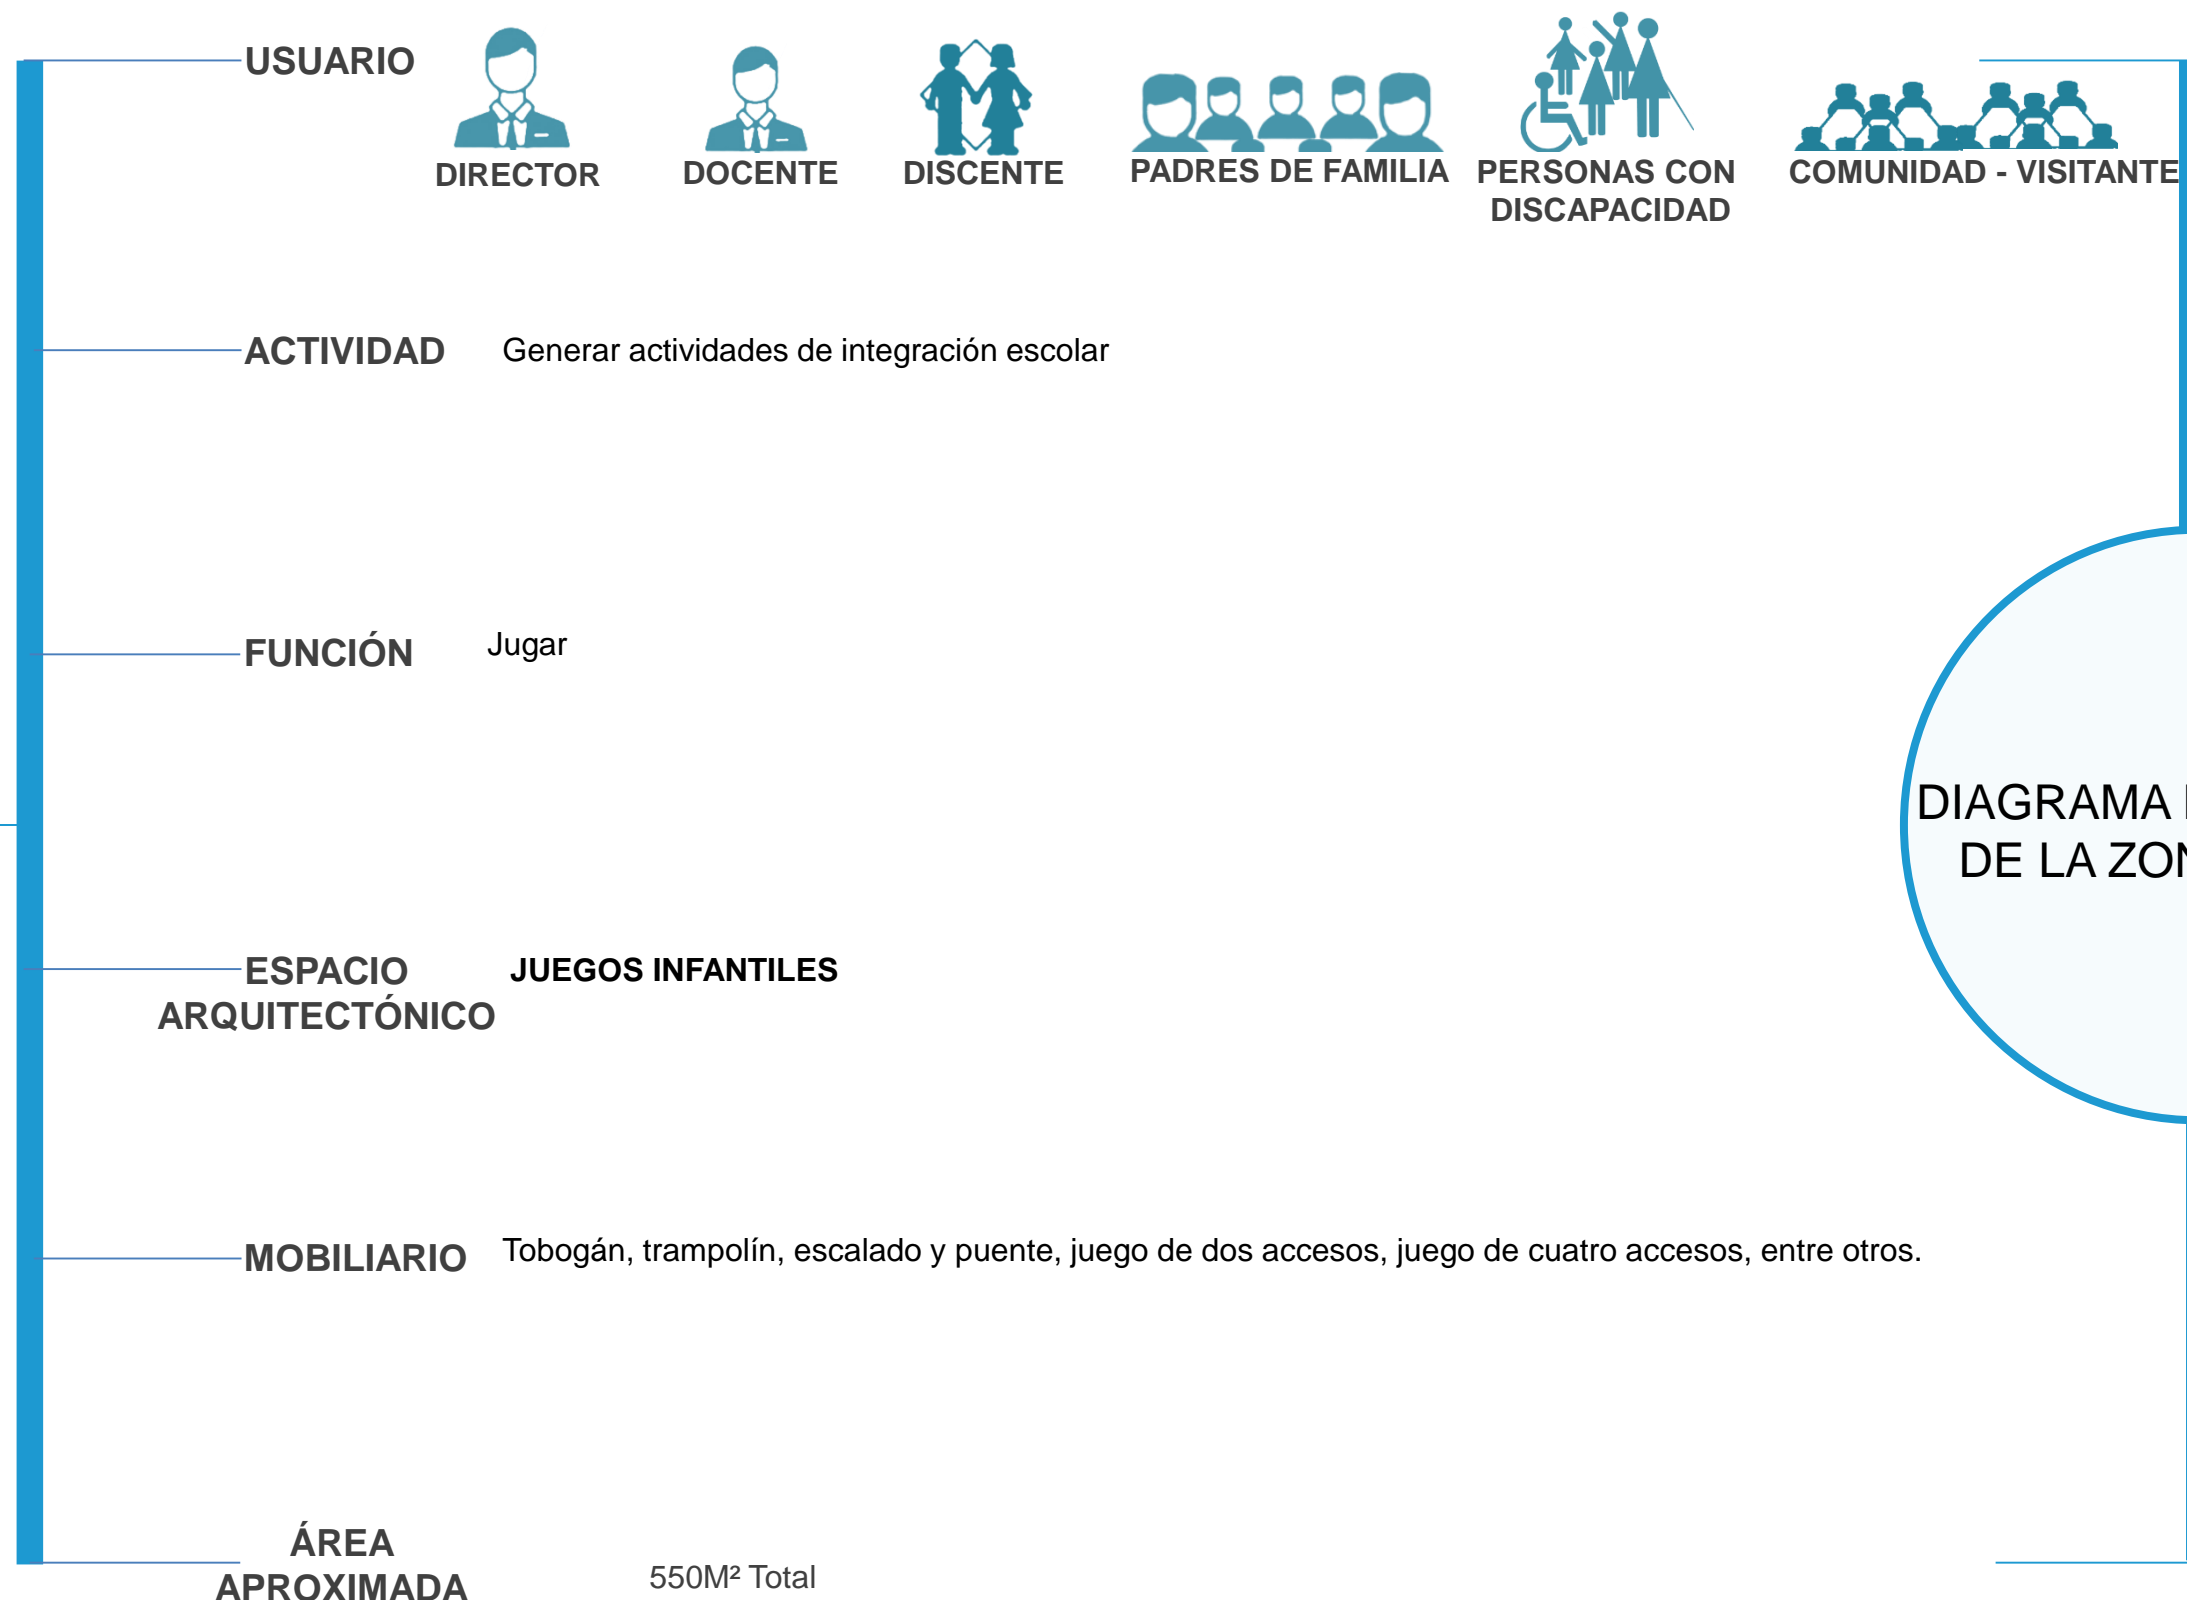 USUARIO
DIRECTOR
DOCENTE
DISCENTE
PADRES DE FAMILIA
PERSONAS CON
DISCAPACIDAD
COMUNIDAD - VISITANTE
ACTIVIDAD
Generar actividades de integración escolar
FUNCIÓN
Jugar
DIAGRAMA
DE LA
ESPACIO
ARQUITECTÓNICO
JUEGOS INFANTILES
MOBILIARIO
Tobogán, trampolín, escalado y puente, juego de dos accesos, juego de cuatro accesos, entre otros.
ÁREA
APROXIMADA
550M² Total